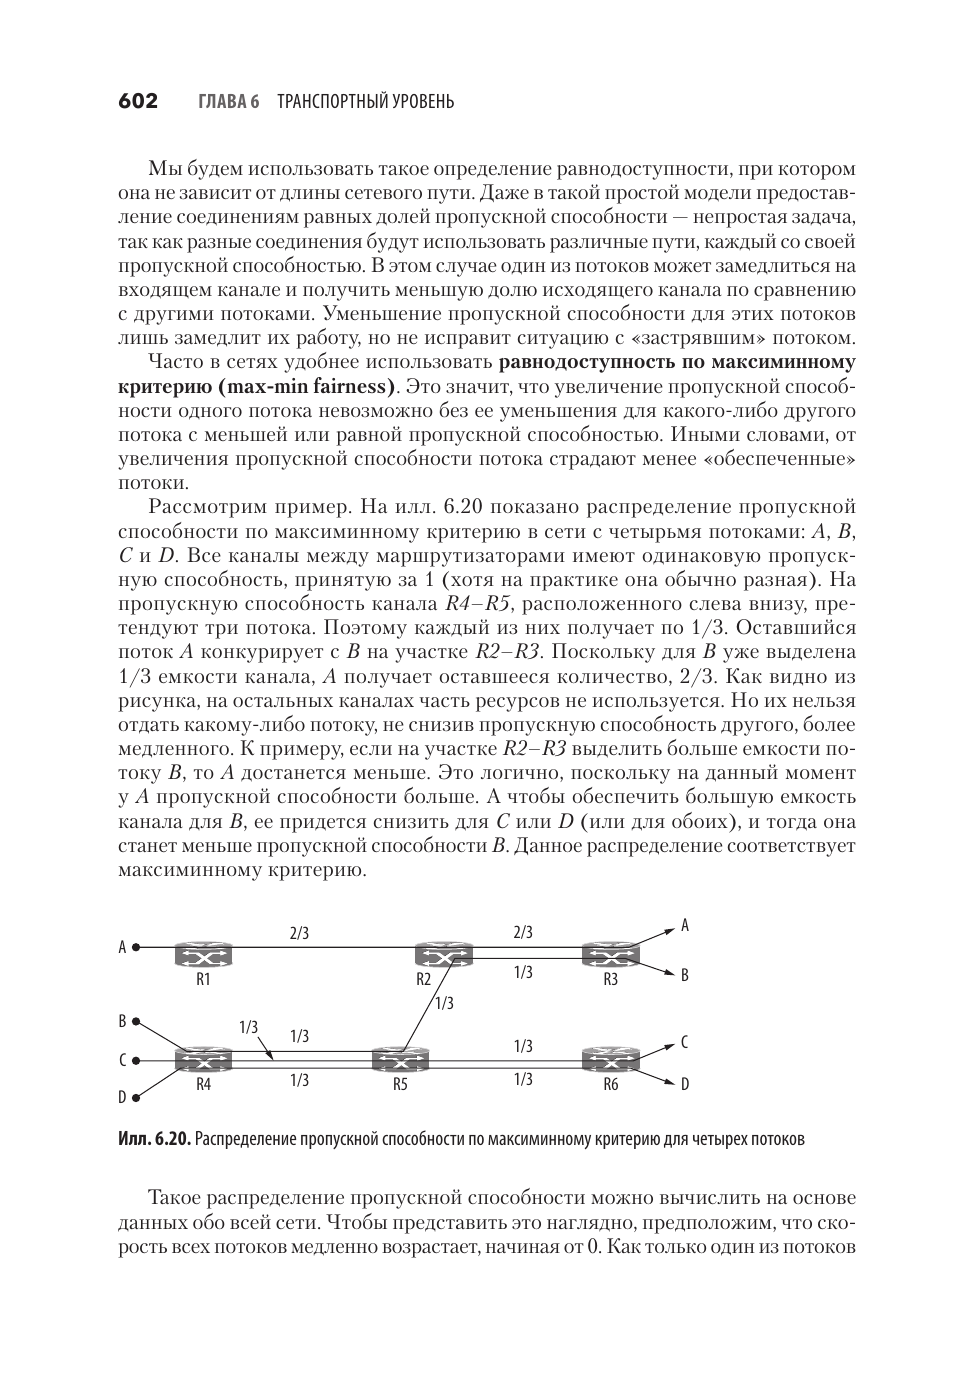 602 ГЛАВА 6 ТРАНСПОРТНЫЙ УРОВЕНЬ
Мы будем использовать такое определение равнодоступности, при котором
она не зависит от длины сетевого пути. Даже в такой простой модели предостав-
ление соединениям равных долей пропускной способности — непростая задача,
так как разные соединения будут использовать различные пути, каждый со своей
пропускной способностью. В этом случае один из потоков может замедлиться на
входящем канале и получить меньшую долю исходящего канала по сравнению
с другими потоками. Уменьшение пропускной способности для этих потоков
лишь замедлит их работу, но не исправит ситуацию с «застрявшим» потоком.
Часто в сетях удобнее использовать равнодоступность по максиминному
критерию (max-min fairness). Это значит, что увеличение пропускной способ-
ности одного потока невозможно без ее уменьшения для какого-либо другого
потока с меньшей или равной пропускной способностью. Иными словами, от
увеличения пропускной способности потока страдают менее «обеспеченные»
потоки.
Рассмотрим пример. На илл. 6.20 показано распределение пропускной
способности по максиминному критерию в сети с четырьмя потоками: A, B,
C и D. Все каналы между маршрутизаторами имеют одинаковую пропуск-
ную способность, принятую за 1 (хотя на практике она обычно разная). На
пропускную способность канала R4–R5, расположенного слева внизу, пре-
тендуют три потока. Поэтому каждый из них получает по 1/3. Оставшийся
поток A конкурирует с B на участке R2–R3. Поскольку для B уже выделена
1/3 емкости канала, A получает оставшееся количество, 2/3. Как видно из
рисунка, на остальных каналах часть ресурсов не используется. Но их нельзя
отдать какому-либо потоку, не снизив пропускную способность другого, более
медленного. К примеру, если на участке R2–R3 выделить больше емкости по-
току B, то A достанется меньше. Это логично, поскольку на данный момент
у A пропускной способности больше. А чтобы обеспечить большую емкость
канала для B, ее придется снизить для C или D (или для обоих), и тогда она
станет меньше пропускной способности B. Данное распределение соответствует
максиминному критерию.
A 2/3 2/3 A
R1 R2 1/3 R3 B
1/3
B 1/3 1/3
C 1/3 C
R4 1/3 R5 1/3 R6 D
D
Илл. 6.20. Распределение пропускной способности по максиминному критерию для четырех потоков
Такое распределение пропускной способности можно вычислить на основе
данных обо всей сети. Чтобы представить это наглядно, предположим, что ско-
рость всех потоков медленно возрастает, начиная от 0. Как только один из потоков